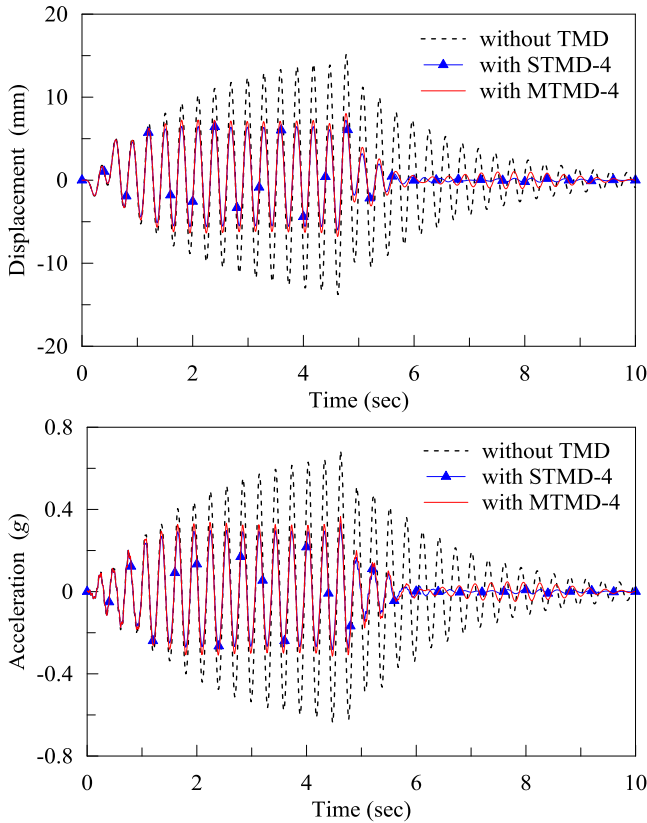 20
10
0
-10
-20
Displacement (mm)
without TMD
with STMD-4
with MTMD-4
0 2 4 6 8 10
Time (sec)
0.8
0.4
0
-0.4
-0.8
Acceleration (g)
without TMD
with STMD-4
with MTMD-4
0 2 4 6 8 10
Time (sec)